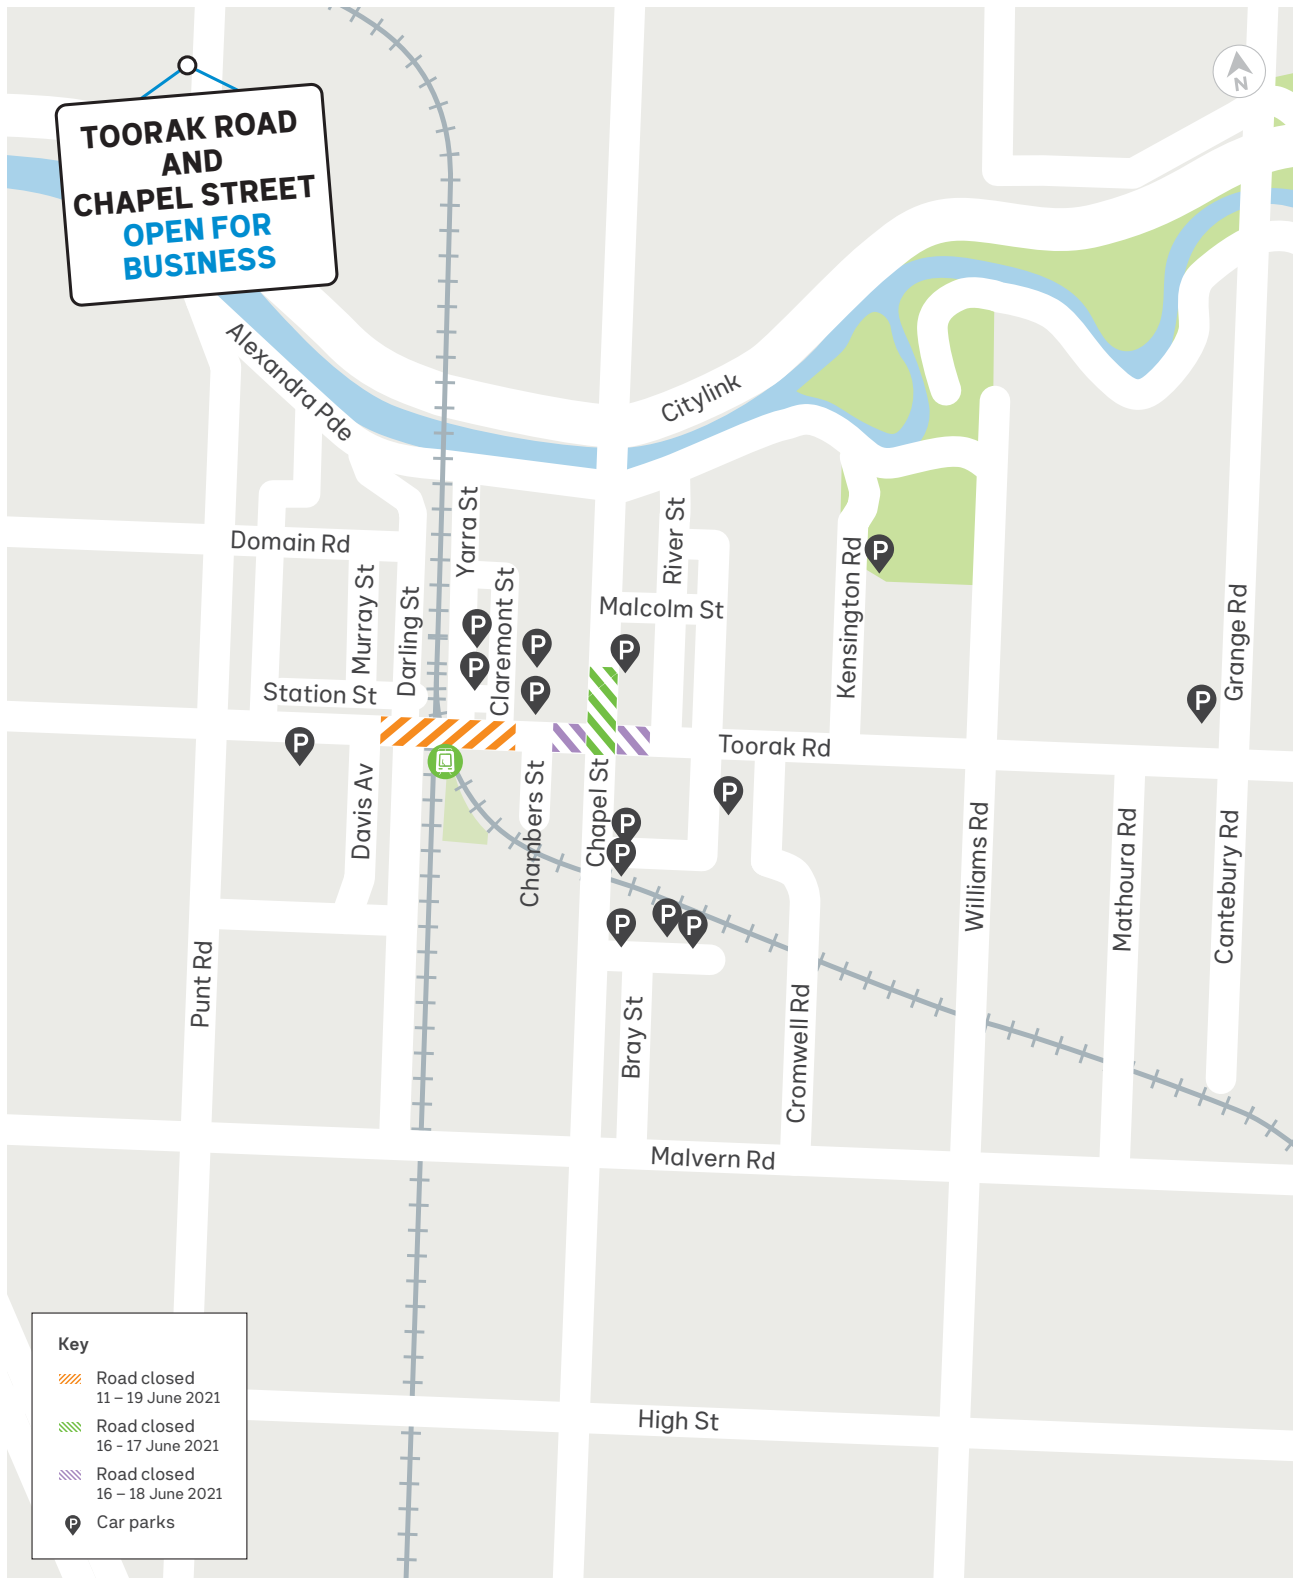 TOORAK ROAD
AND
CHAPEL STREET
OPEN FOR
BUSINESS
N
Alexandra Pde
Citylink
Yarra St
River St
Domain Rd
Kensington Rd
Murray St
Darling St
Claremont St
Malcolm St
Grange Rd
P
P
P
P
P
P
P
Station St
P
Toorak Rd
Davis Av
Chambers St
Chapel St
P
P
P
P
P
P
Williams Rd
Mathoura Rd
Cantebury Rd
Punt Rd
Bray St
Cromwell Rd
Malvern Rd
High St
Key
Road closed
11 – 19 June 2021
Road closed
16 - 17 June 2021
Road closed
16 – 18 June 2021
P Car parks